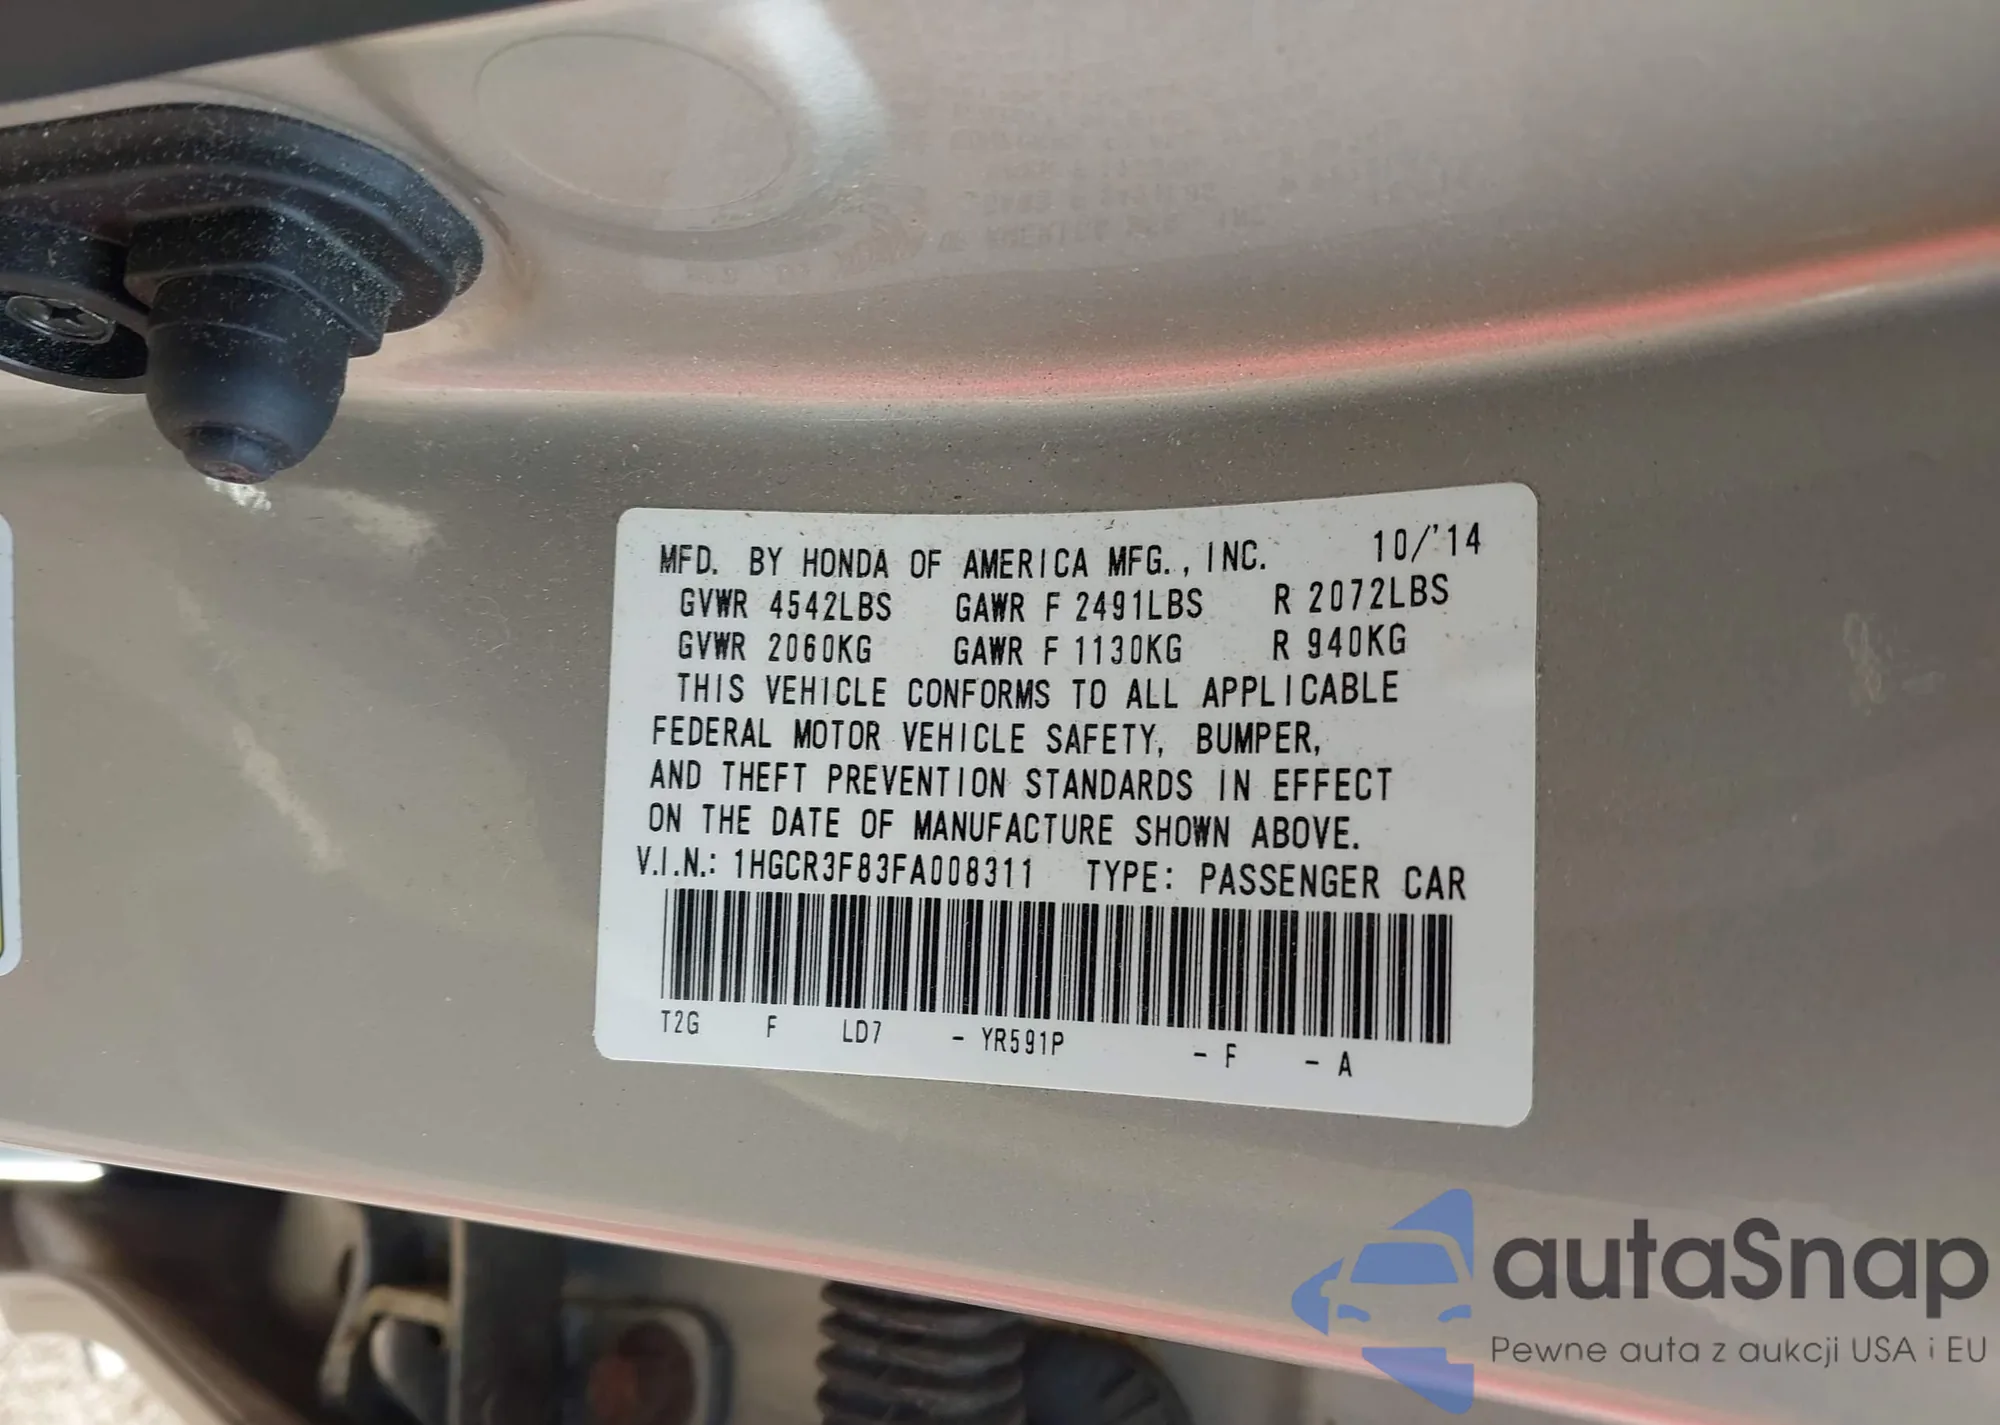 MFD. BY HONDA OF AMERICA MFG., INC. 10/'14
GVWR 4542LBS GAWR F 2491LBS R 2072LBS
GVWR 2060KG GAWR F 1130KG R 940KG
THIS VEHICLE CONFORMS TO ALL APPLICABLE
FEDERAL MOTOR VEHICLE SAFETY, BUMPER,
AND THEFT PREVENTION STANDARDS IN EFFECT
ON THE DATE OF MANUFACTURE SHOWN ABOVE.
V.I.N.: 1HGCR3F83FA008311 TYPE: PASSENGER CAR
T2G F LD7 - YR591P - F - A
autaSnap
Pewne auta z aukcji USA i EU